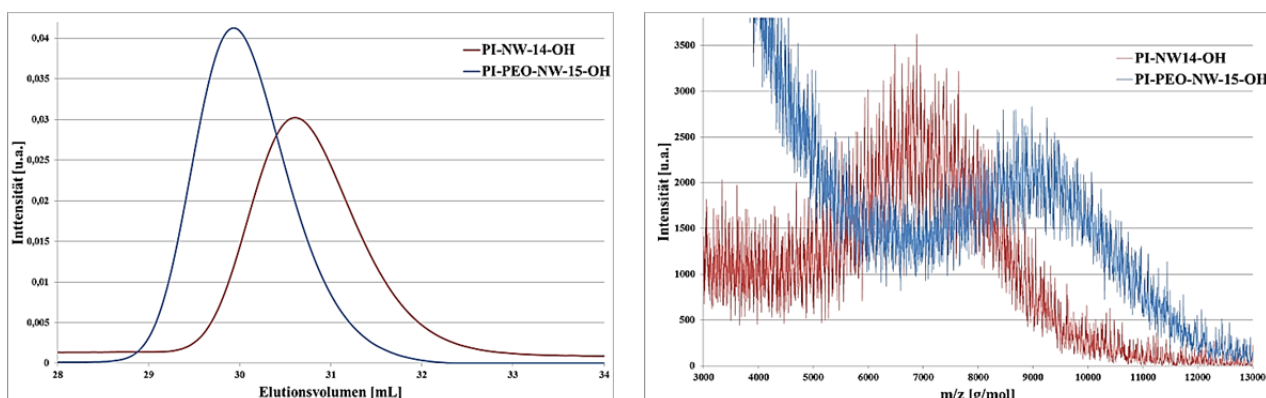 0,04
0,035
0,03
0,025
0,02
0,015
0,01
0,005
0
Inttensität [u.a.]
PI-NW-14-OH
PI-PEO-NW-15-OH
28 29 30 31 32 33 34
Elutionsvolumen [mL]
3500
3000
2500
2000
1500
1000
500
0
Intensität [u.a.]
PI-NW14-OH
PI-PEO-NW-15-OH
3000 4000 5000 6000 7000 8000 9000 10000 11000 12000 13000
m/z [g/mol]